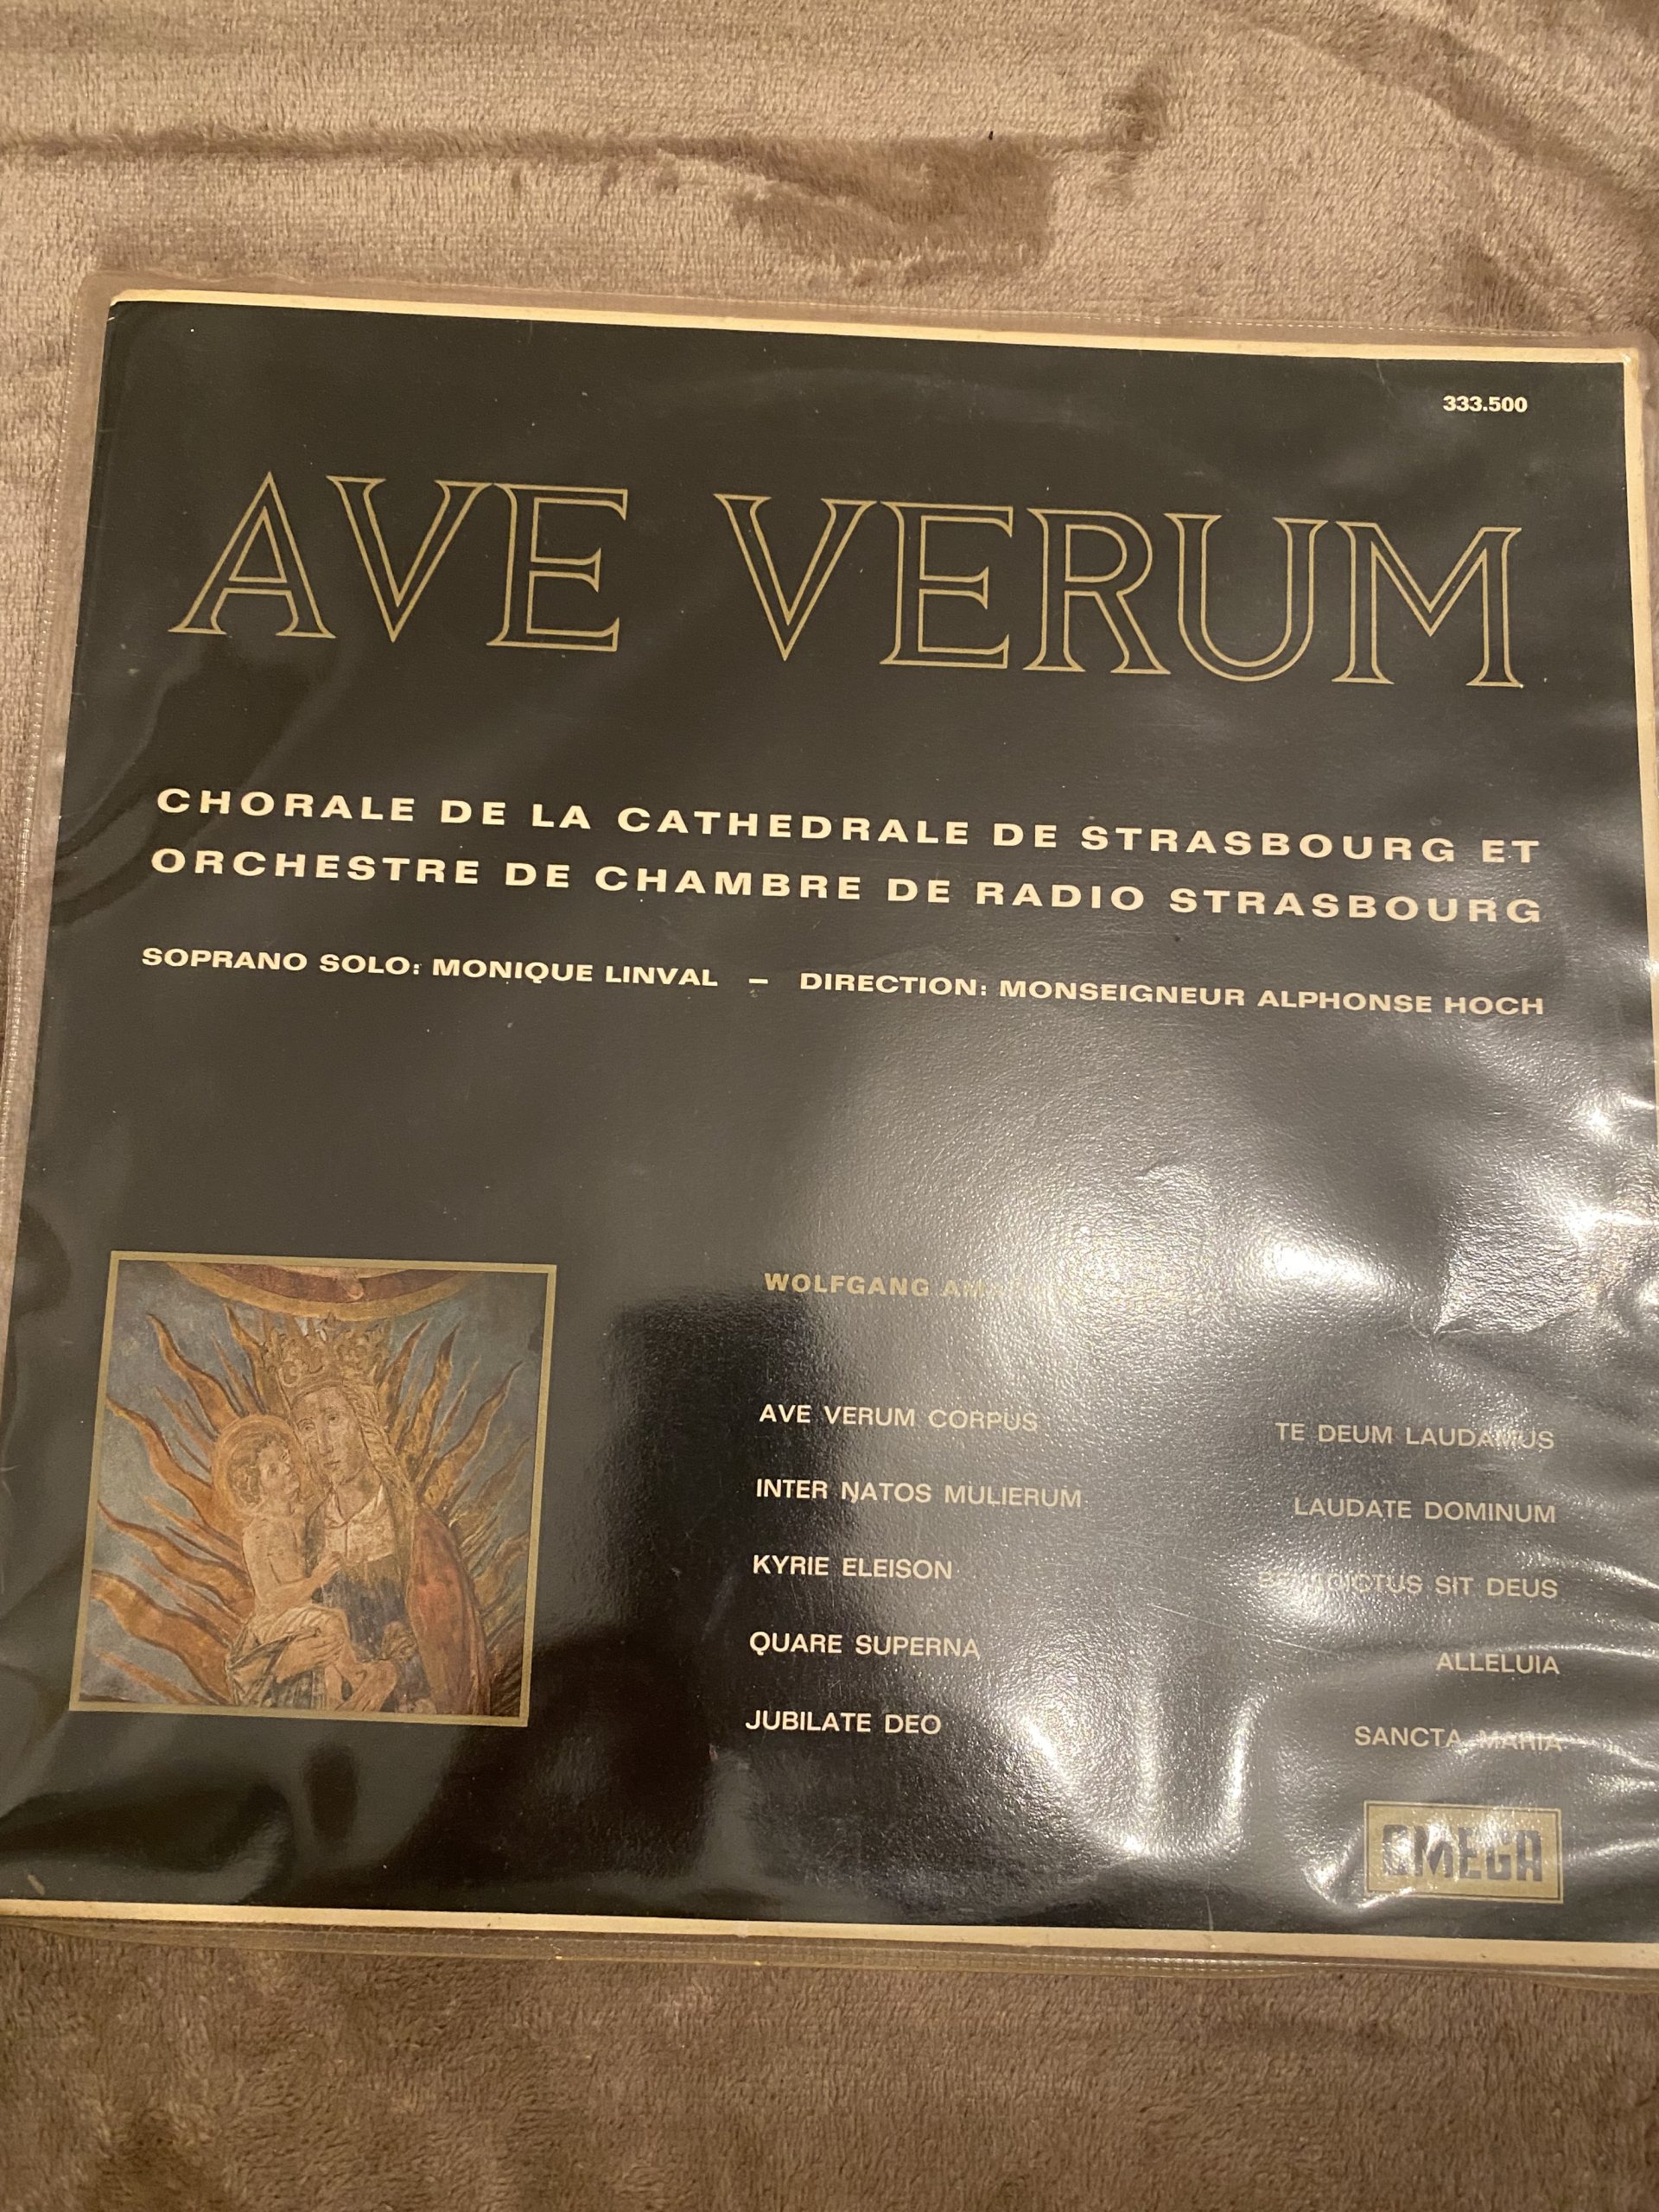 333.500
AVE VERUM
CHORALE DE LA CATHEDRALE DE STRASBOURG ET
ORCHESTRE DE CHAMBRE DE RADIO STRASBOURG
SOPRANO SOLO: MONIQUE LINVAL – DIRECTION: MONSEIGNEUR ALPHONSE HOCH
WOLFGANG
AVE VERUM CORPUS
INTER NATOS MULIERUM
KYRIE ELEISON
QUARE SUPERNA
JUBILATE DEO
TE DEUM LAUDAMUS
LAUDATE DOMINUM
BENEDICTUS SIT DEUS
ALLELUIA
SANCTA MARIA
OMEGA